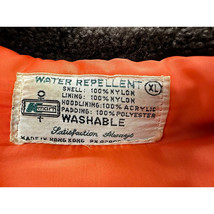 WATER REPELLENT
XL
SHELL: 100% NYLON
LINING: 100% NYLON
HOODLINING: 100% ACRYLIC
PADDING: 100% POLYESTER
Kmart
WASHABLE
Satisfaction Always
MADE IN HONG KONG